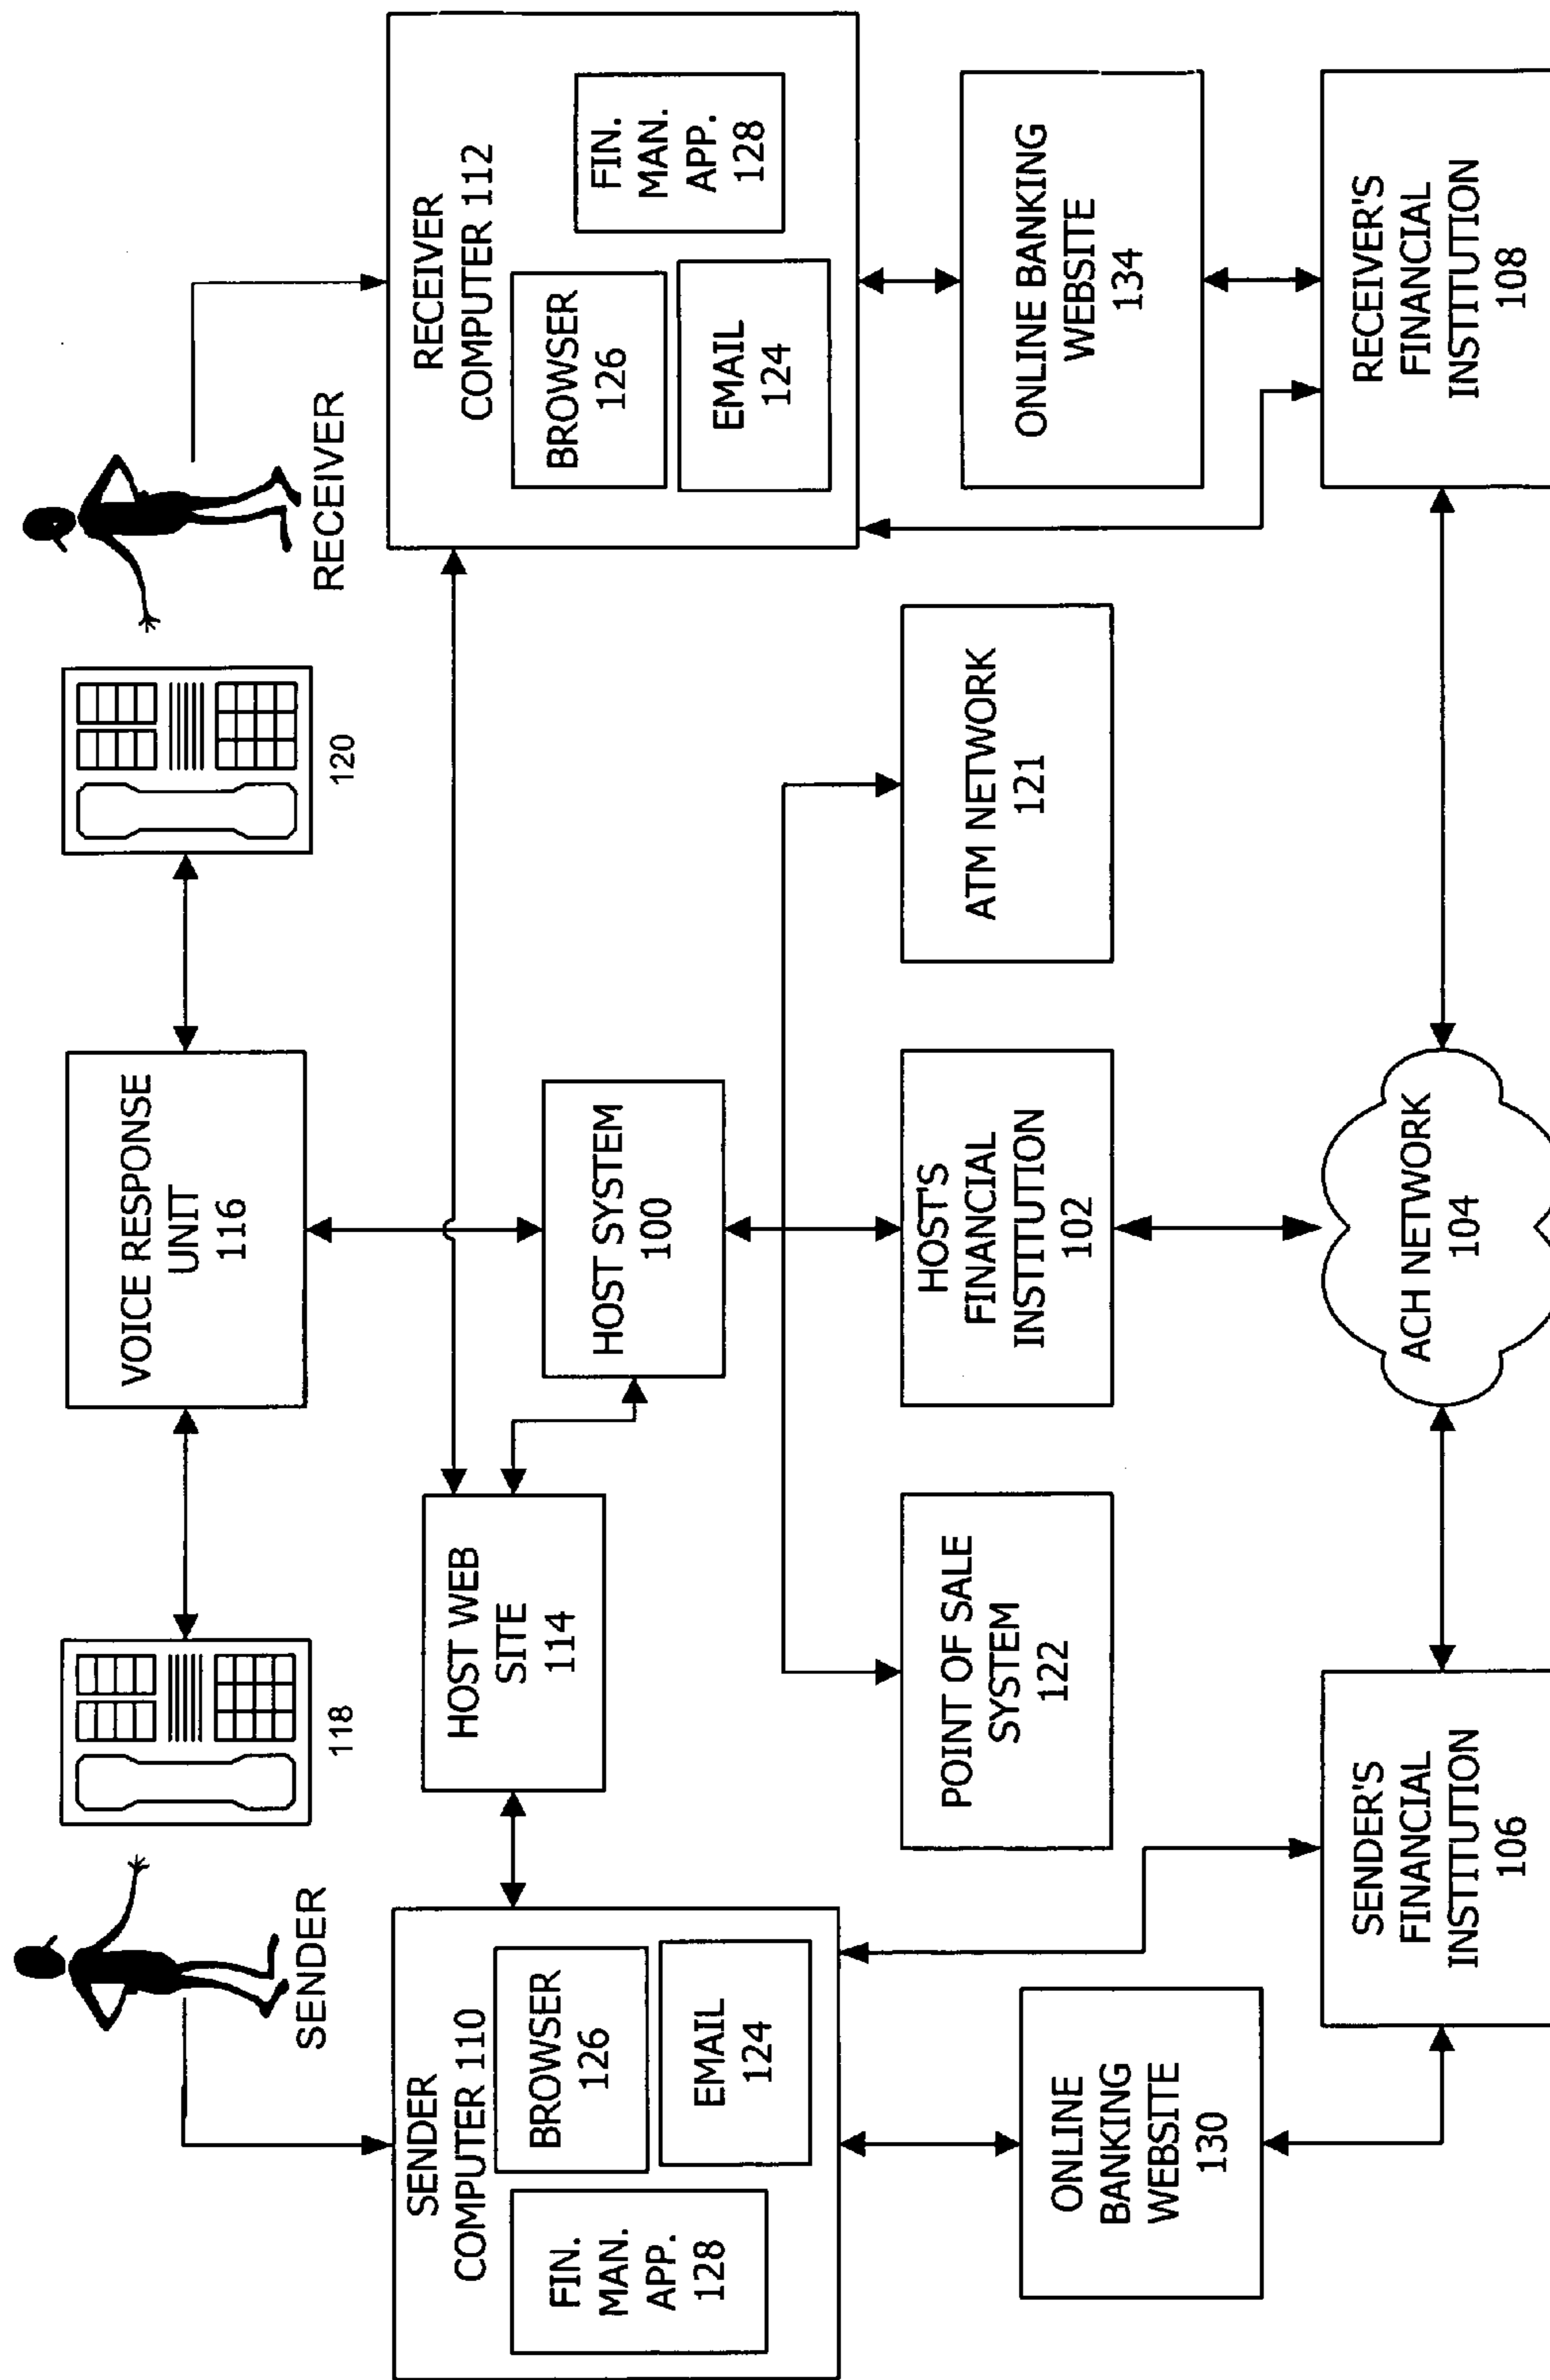 SENDER
118
VOICE RESPONSE
UNIT
116
120
RECEIVER
SENDER
COMPUTER 110
FIN.
MAN.
APP.
128
BROWSER
126
EMAIL
124
HOST WEB
SITE
114
HOST SYSTEM
100
RECEIVER
COMPUTER 112
BROWSER
126
EMAIL
124
FIN.
MAN.
APP.
128
ONLINE
BANKING
WEBSITE
130
POINT OF SALE
SYSTEM
122
HOST'S
FINANCIAL
INSTITUTION
102
ATM NETWORK
121
ONLINE BANKING
WEBSITE
134
SENDER'S
FINANCIAL
INSTITUTION
106
ACH NETWORK
104
RECEIVER'S
FINANCIAL
INSTITUTION
108